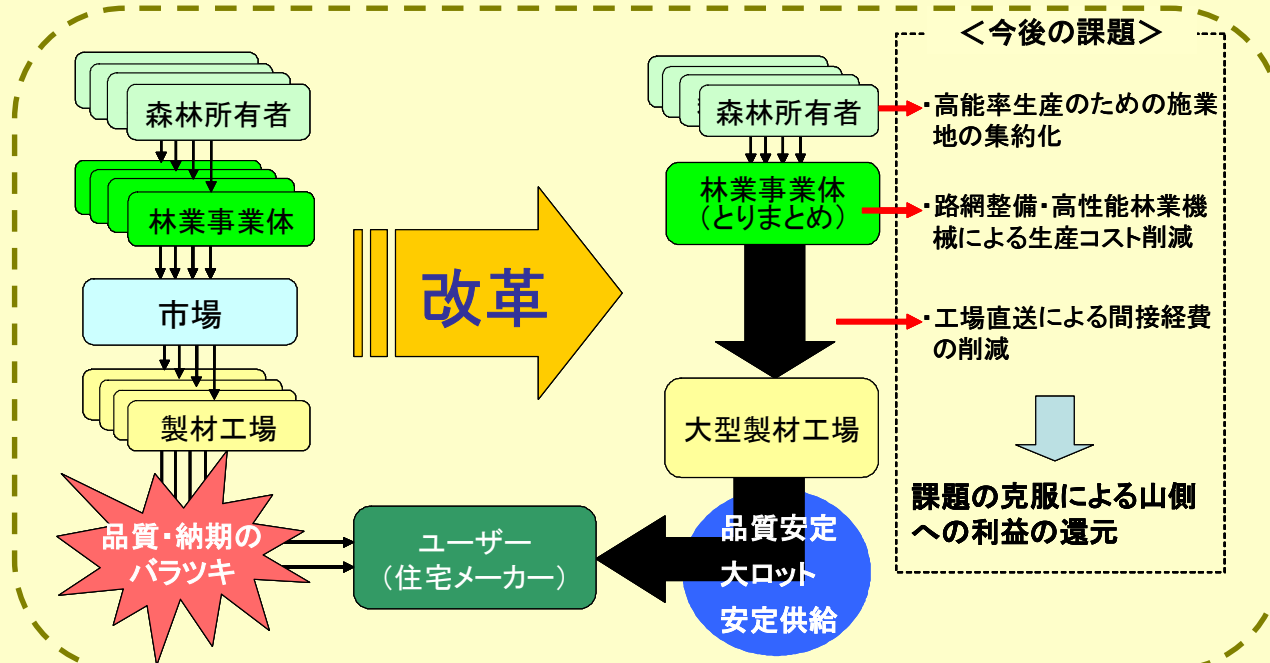 森林所有者
林業事業体
市場
製材工場
品質・納期の
バラツキ
改革
ユーザー
（住宅メーカー）
森林所有者
林業事業体
（とりまとめ）
大型製材工場
品質安定
大ロット
安定供給
＜今後の課題＞
・高能率生産のための施業
地の集約化
・路網整備・高性能林業機
械による生産コスト削減
・工場直送による間接経費
の削減
課題の克服による山側
への利益の還元